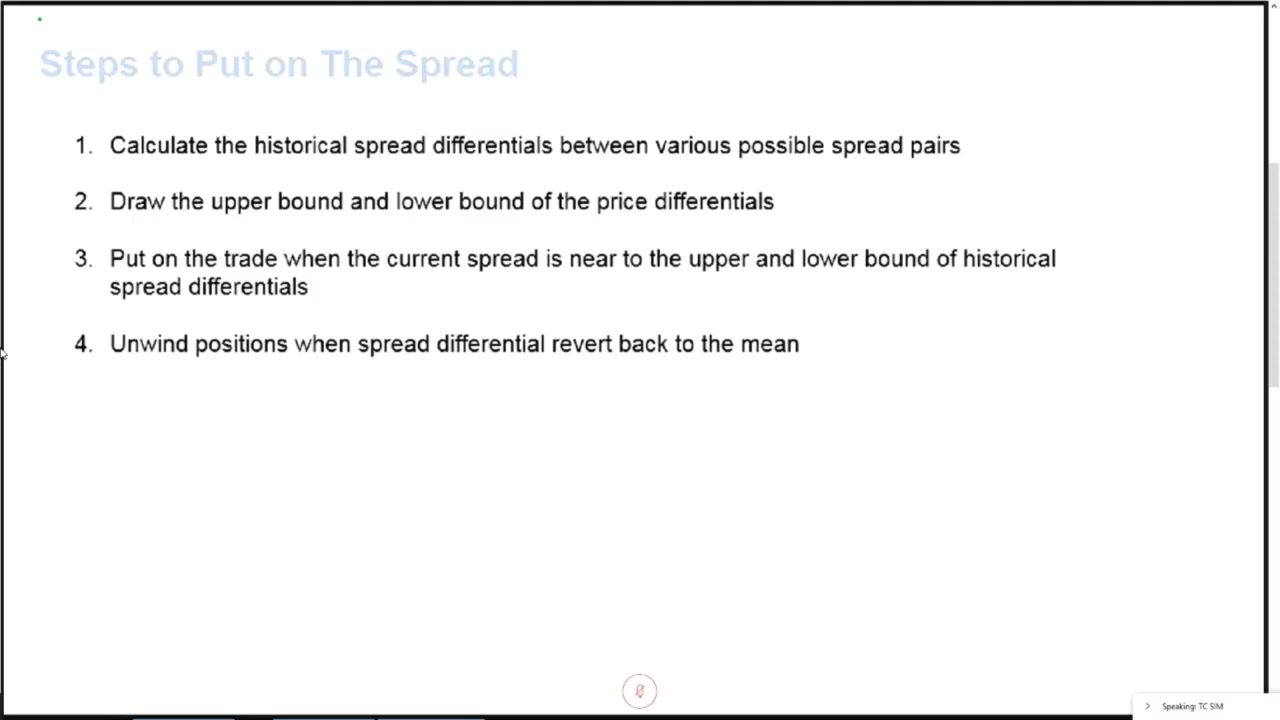 Steps to Put on The Spread
1. Calculate the historical spread differentials between various possible spread pairs
2. Draw the upper bound and lower bound of the price differentials
3. Put on the trade when the current spread is near to the upper and lower bound of historical
spread differentials
4. Unwind positions when spread differential revert back to the mean
Speaking: TC SIM